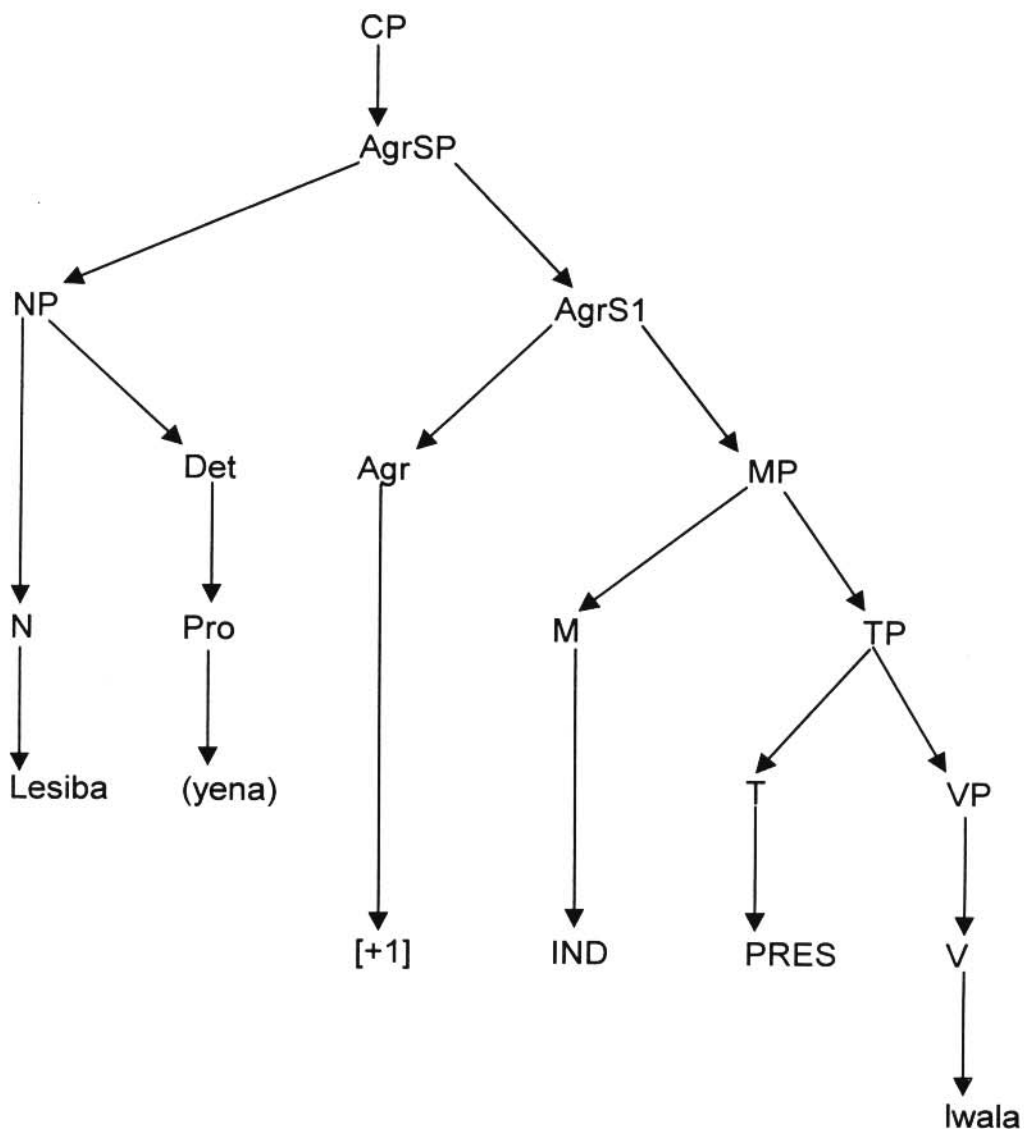 CP
AgrSP
NP AgrS1
Det Agr MP
N Pro M TP
Lesiba (yena) T VP
[+1] IND PRES V
lwala